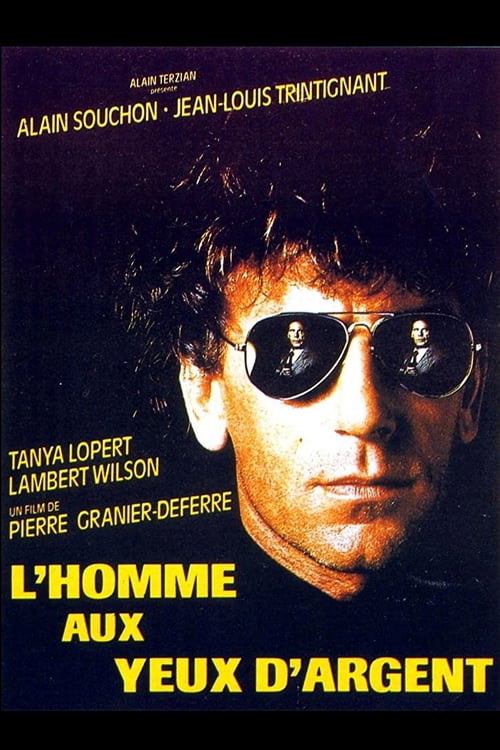 ALAIN TERZIAN
présente
ALAIN SOUCHON · JEAN-LOUIS TRINTIGNANT
TANYA LOPERT
LAMBERT WILSON
UN FILM DE
PIERRE GRANIER-DEFERRE
L'HOMME
AUX
YEUX D'ARGENT